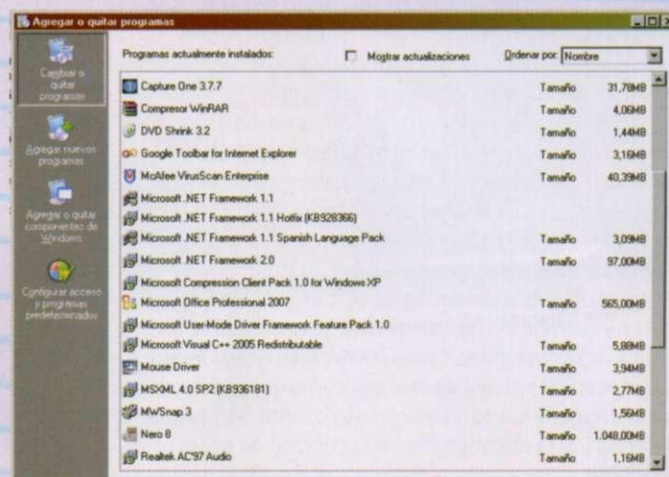 Agregar o quitar programas
Cambiar o
quitar
programas
Agregar nuevos
programas
Agregar o quitar
componentes de
Windows
Configurar acceso
y programas
predeterminados
Programas actualmente instalados:
Mostrar actualizaciones
Ordenar por: Nombre
Capture One 3.7.7 Tamaño 31,78MB
Compresor WinRAR Tamaño 4,06MB
DVD Shrink 3.2 Tamaño 1,44MB
Google Toolbar for Internet Explorer Tamaño 3,16MB
McAfee VirusScan Enterprise Tamaño 40,39MB
Microsoft .NET Framework 1.1
Microsoft .NET Framework 1.1 Hotfix (KB928366)
Microsoft .NET Framework 1.1 Spanish Language Pack Tamaño 3,09MB
Microsoft .NET Framework 2.0 Tamaño 97,00MB
Microsoft Compression Client Pack 1.0 for Windows XP
Microsoft Office Professional 2007 Tamaño 565,00MB
Microsoft User-Mode Driver Framework Feature Pack 1.0
Microsoft Visual C++ 2005 Redistributable Tamaño 5,88MB
Mouse Driver Tamaño 3,94MB
MSXML 4.0 SP2 (KB936181) Tamaño 2,77MB
MWSnap 3 Tamaño 1,56MB
Nero 8 Tamaño 1.048,00MB
Realtek AC'97 Audio Tamaño 1,16MB